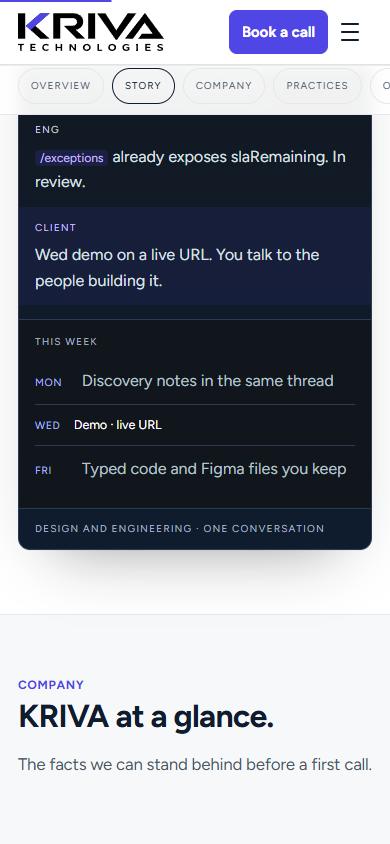 KRIVA
TECHNOLOGIES
Book a call
OVERVIEW
STORY
COMPANY
PRACTICES
ENG
/exceptions already exposes slaRemaining. In
review.
CLIENT
Wed demo on a live URL. You talk to the
people building it.
THIS WEEK
MON Discovery notes in the same thread
WED Demo · live URL
FRI Typed code and Figma files you keep
DESIGN AND ENGINEERING · ONE CONVERSATION
COMPANY
KRIVA at a glance.
The facts we can stand behind before a first call.